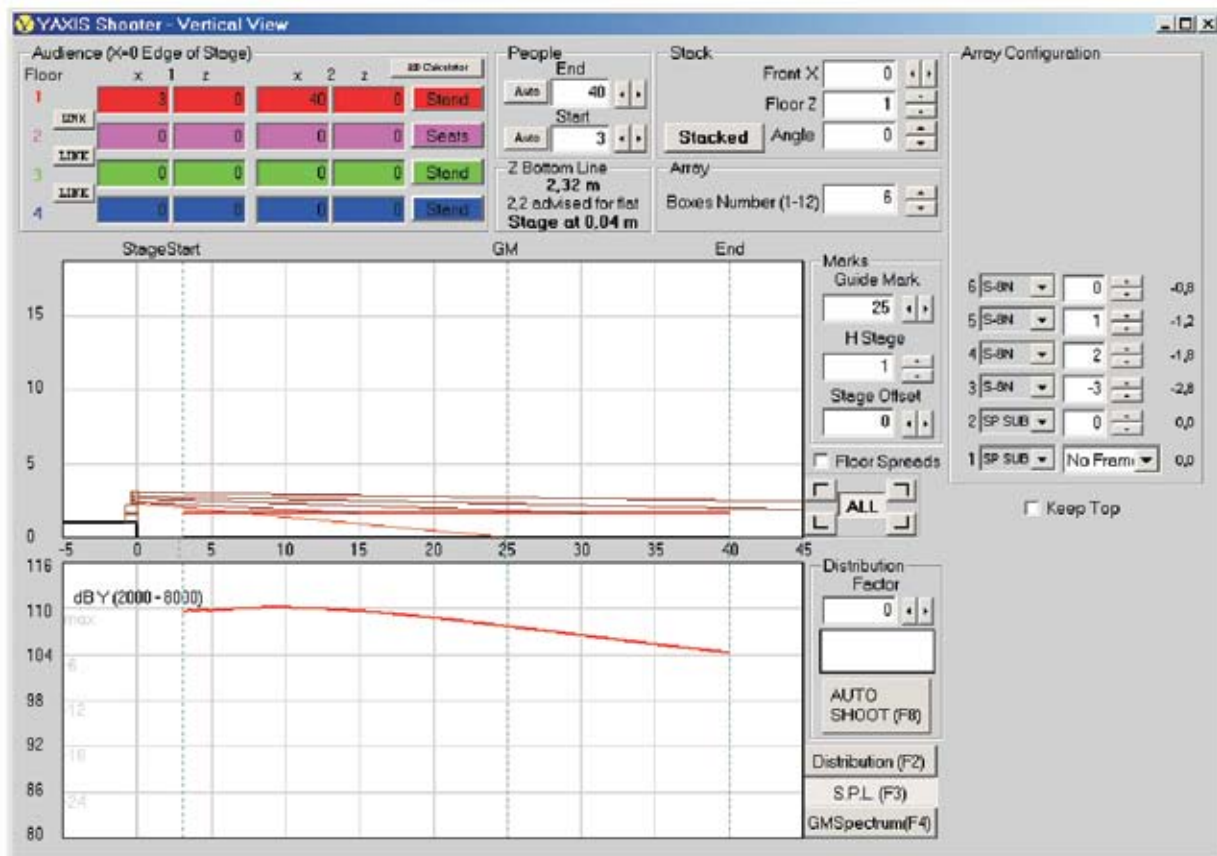 YAXIS Shooter - Vertical View
Audience (X=0 Edge of Stage)
Floor x 1 z x 2 z 3D Calculator
1 3 0 40 0 Stand
LINK
2 0 0 0 0 Seats
LINK
3 0 0 0 0 Stand
LINK
4 0 0 0 0 Stand
People
End
Auto 40
Start
Auto 3
Z Bottom Line
2,32 m
2,2 advised for flat
Stage at 0,04 m
Stack
Front X 0
Floor Z 1
Stacked Angle 0
Array
Boxes Number (1-12) 6
Array Configuration
6 S-8N 0 -0,8
5 S-8N 1 -1,2
4 S-8N 2 -1,8
3 S-8N -3 -2,8
2 SP SUB 0 0,0
1 SP SUB No Fram 0,0
Keep Top
StageStart GM End
15
10
5
0
-5 0 5 10 15 20 25 30 35 40 45
Marks
Guide Mark
25
H Stage
1
Stage Offset
0
Floor Spreads
ALL
116
dB Y (2000 - 8000)
110
max
104
-6
98
-12
92
-18
86
-24
80
Distribution
Factor
0
AUTO
SHOOT (F8)
Distribution (F2)
S.P.L. (F3)
GMSpectrum(F4)